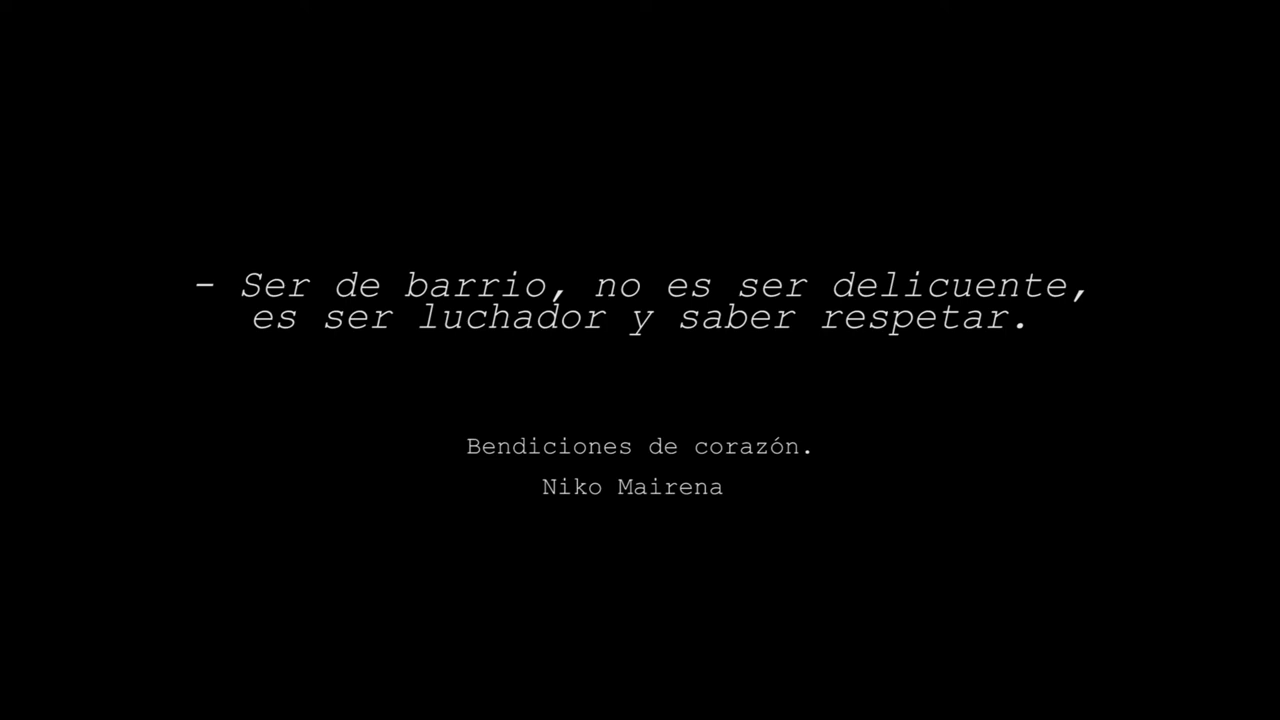 - Ser de barrio, no es ser delicuente,
es ser luchador y saber respetar.
Bendiciones de corazón.
Niko Mairena